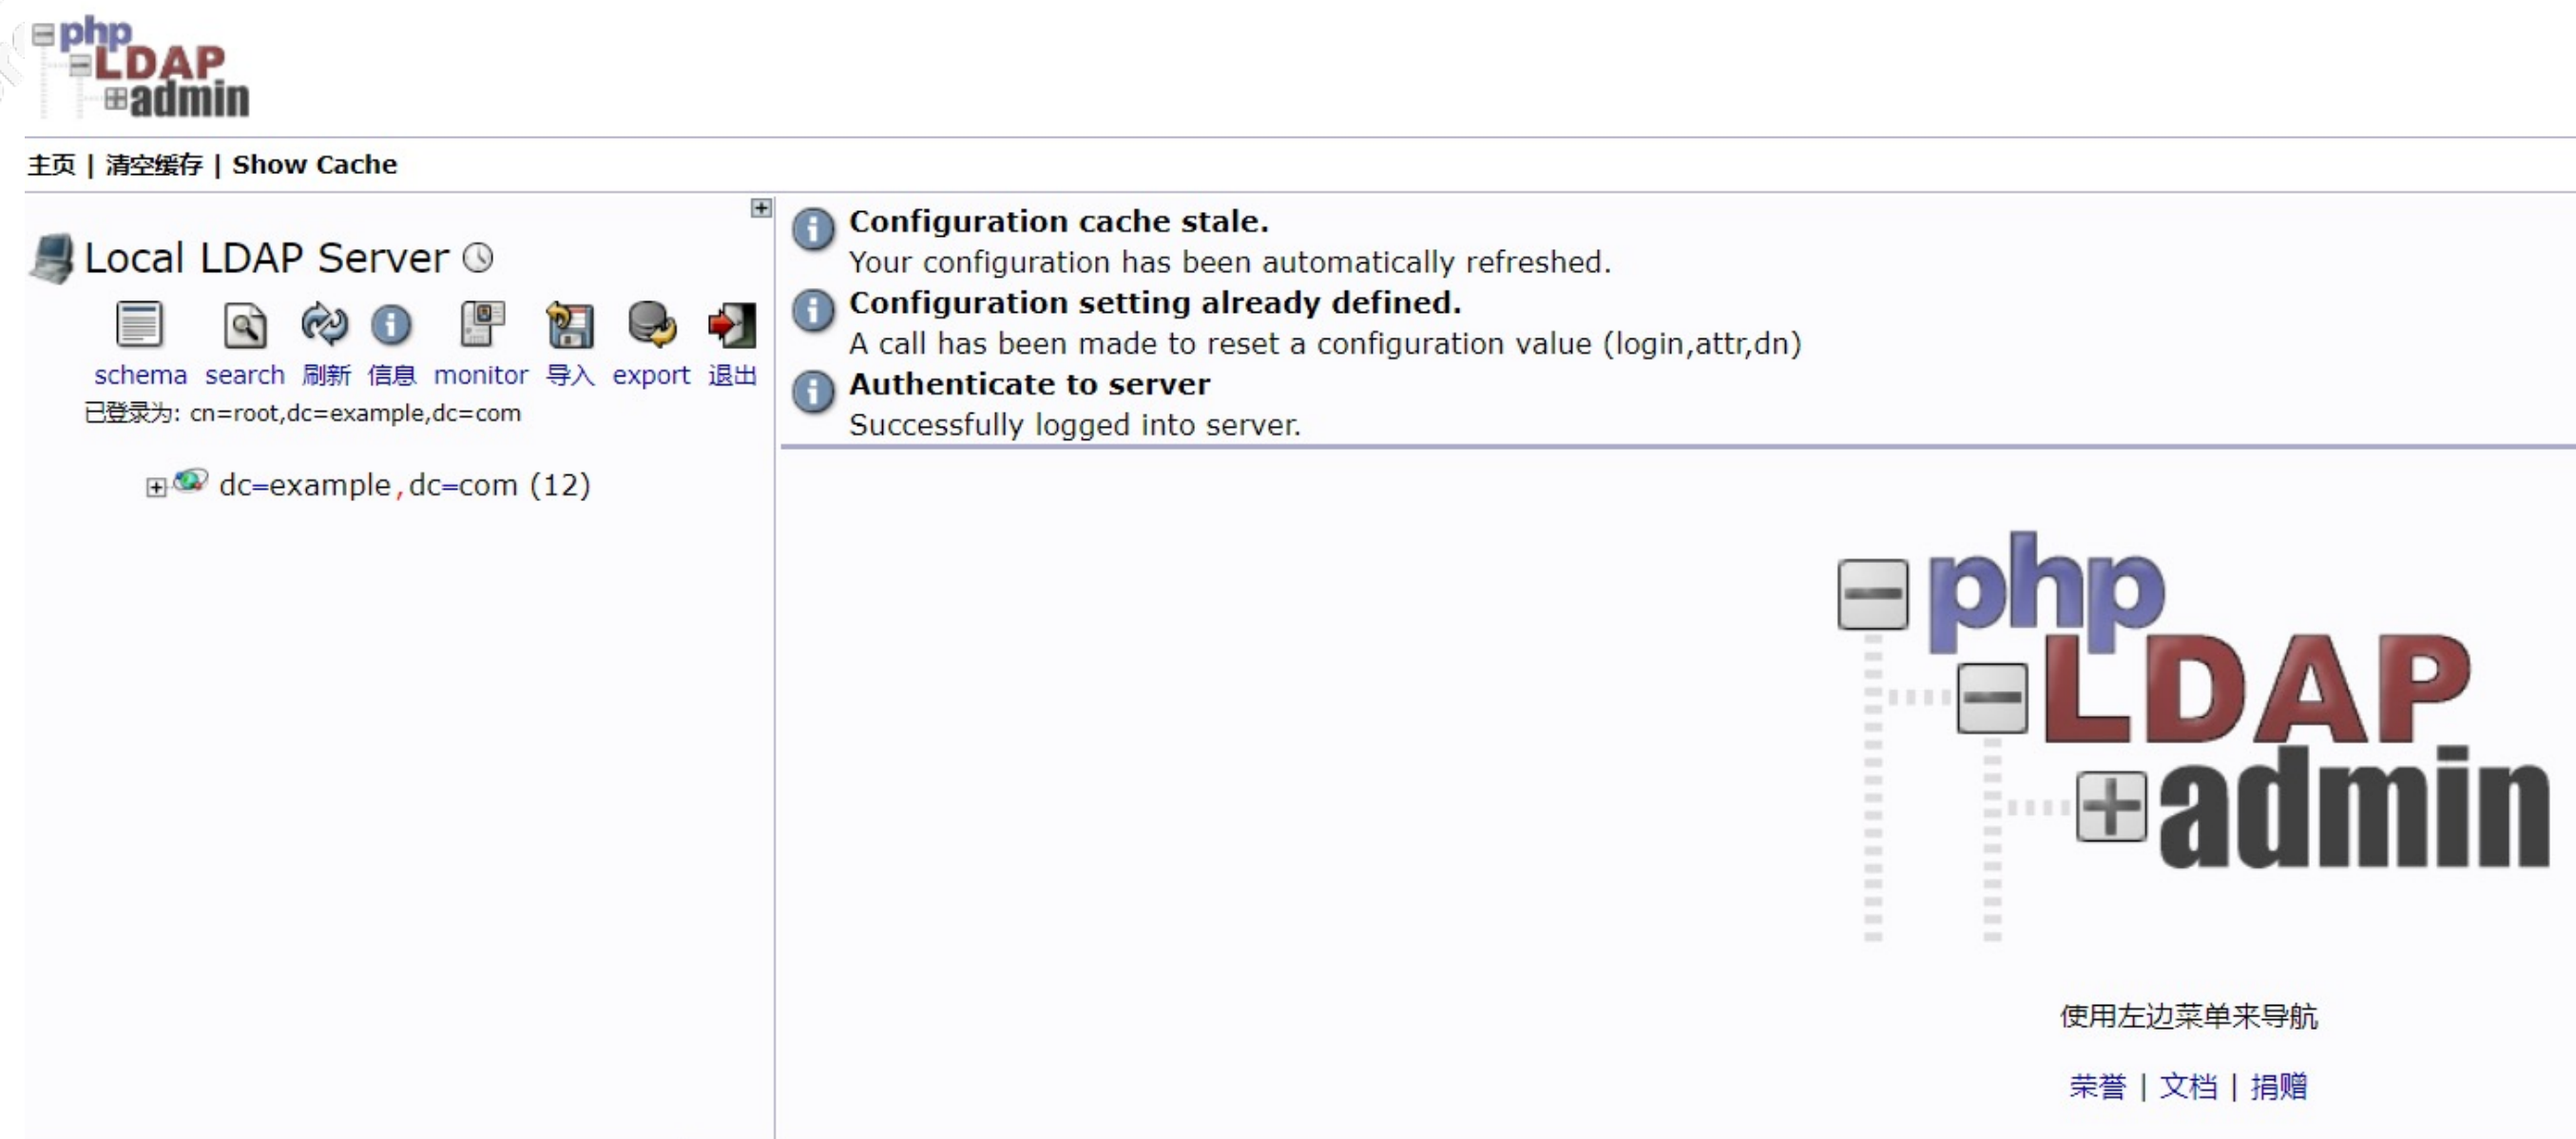 php
LDAP
admin
主页 | 清空缓存 | Show Cache
Local LDAP Server
schema search 刷新 信息 monitor 导入 export 退出
已登录为: cn=root,dc=example,dc=com
dc=example,dc=com (12)
Configuration cache stale.
Your configuration has been automatically refreshed.
Configuration setting already defined.
A call has been made to reset a configuration value (login,attr,dn)
Authenticate to server
Successfully logged into server.
php
LDAP
admin
使用左边菜单来导航
荣誉 | 文档 | 捐赠